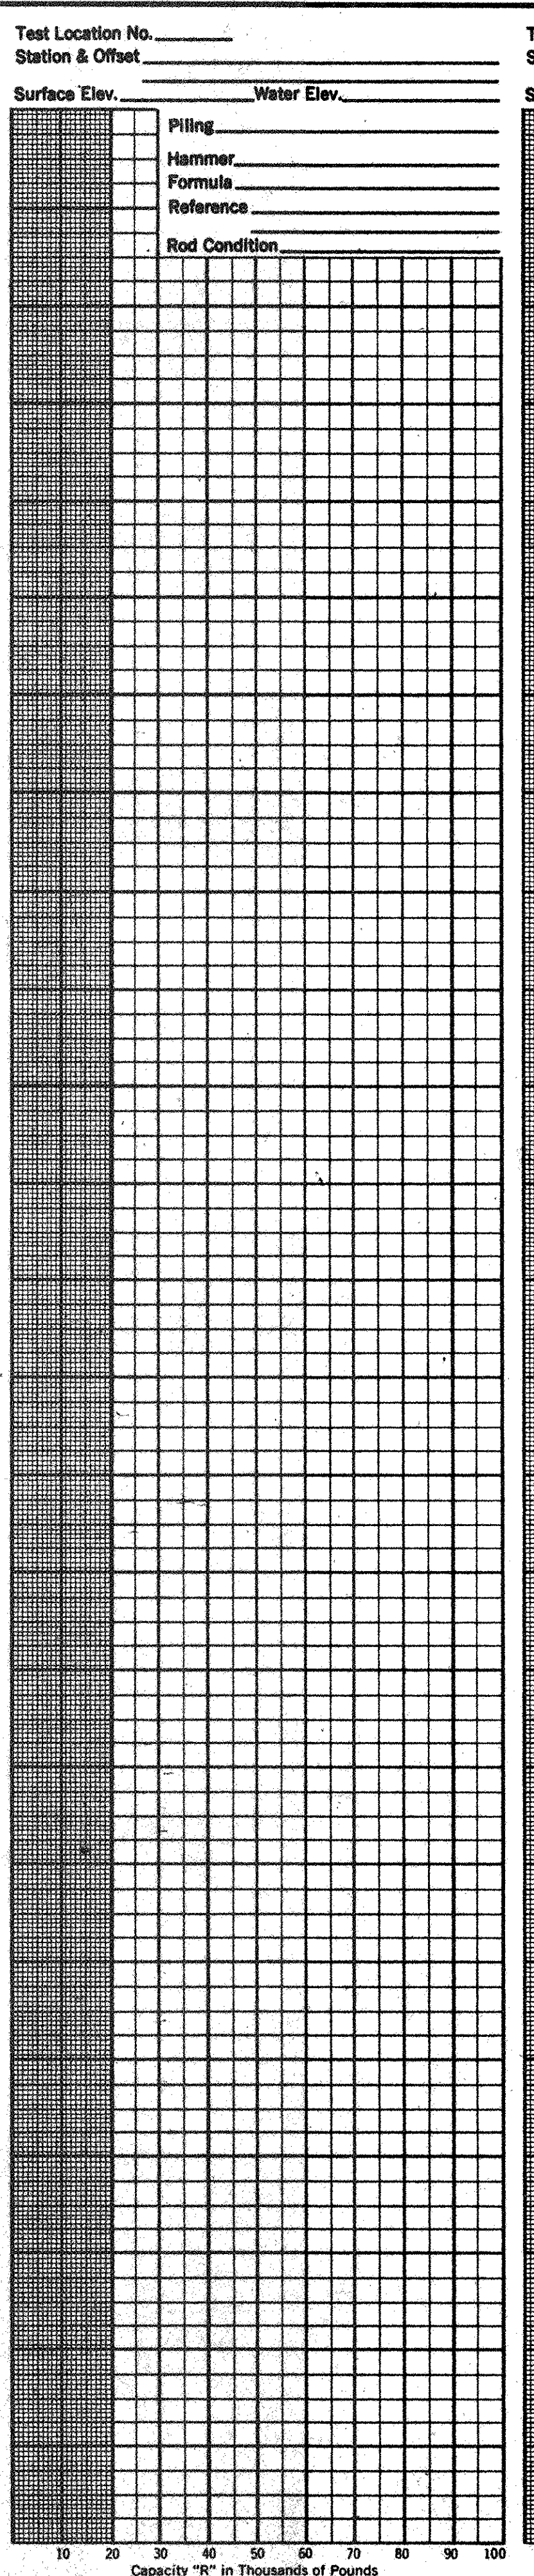 Test Location No.
Station & Offset
Surface Elev. Water Elev.
Piling
Hammer
Formula
Reference
Rod Condition
10 20 30 40 50 60 70 80 90 100
Capacity "R" in Thousands of Pounds
T
S
S